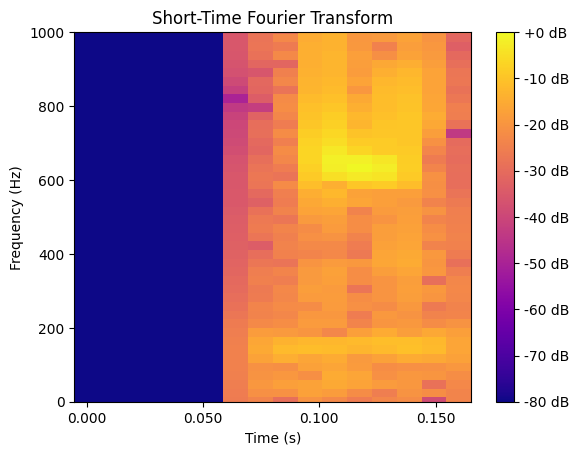 Short-Time Fourier Transform
1000
800
600
400
200
0
Frequency (Hz)
0.000
0.050
0.100
0.150
Time (s)
+0 dB
-10 dB
-20 dB
-30 dB
-40 dB
-50 dB
-60 dB
-70 dB
-80 dB